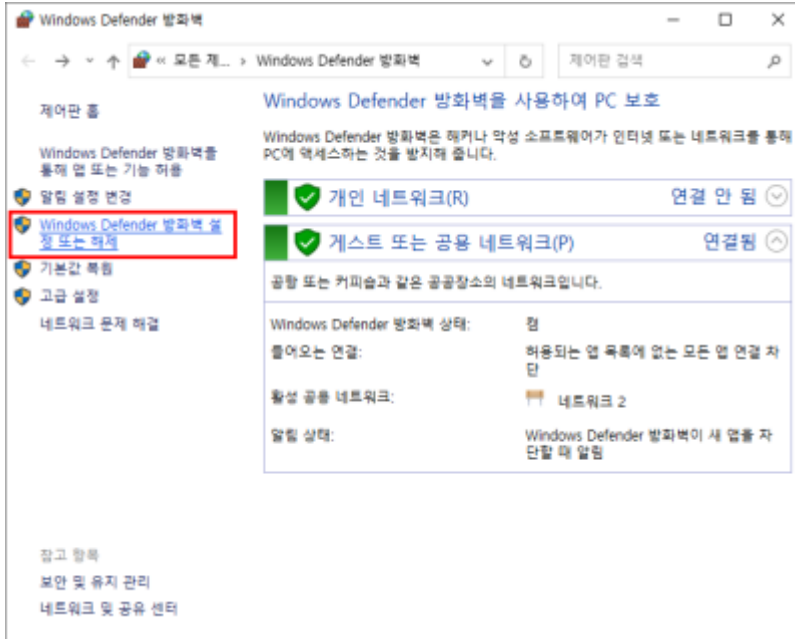 Windows Defender 방화벽
« 모든 제... › Windows Defender 방화벽
제어판 검색
제어판 홈
Windows Defender 방화벽을
통해 앱 또는 기능 허용
알림 설정 변경
Windows Defender 방화벽 설
정 또는 해제
기본값 복원
고급 설정
네트워크 문제 해결
참고 항목
보안 및 유지 관리
네트워크 및 공유 센터
Windows Defender 방화벽을 사용하여 PC 보호
Windows Defender 방화벽은 해커나 악성 소프트웨어가 인터넷 또는 네트워크를 통해
PC에 액세스하는 것을 방지해 줍니다.
개인 네트워크(R) 연결 안 됨
게스트 또는 공용 네트워크(P) 연결됨
공항 또는 커피숍과 같은 공공장소의 네트워크입니다.
Windows Defender 방화벽 상태: 켬
들어오는 연결: 허용되는 앱 목록에 없는 모든 앱 연결 차
단
활성 공용 네트워크: 네트워크 2
알림 상태: Windows Defender 방화벽이 새 앱을 차
단할 때 알림